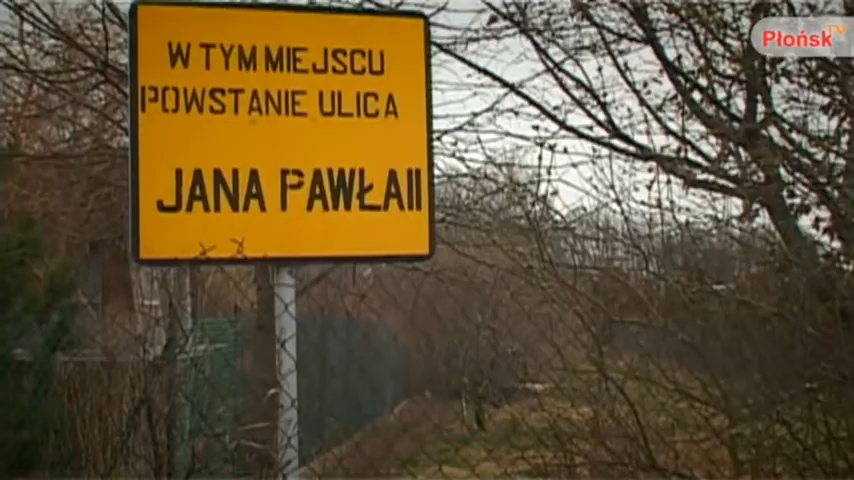 W TYM MIEJSCU
POWSTANIE ULICA
JANA PAWŁA II
Płońsk TV